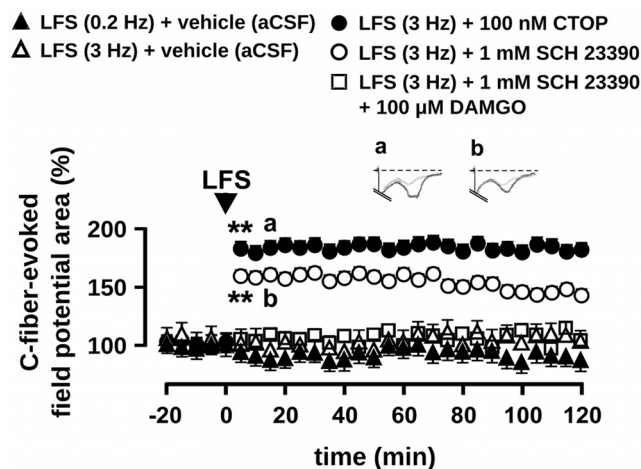 LFS (0.2 Hz) + vehicle (aCSF)
LFS (3 Hz) + vehicle (aCSF)
LFS (3 Hz) + 100 nM CTOP
LFS (3 Hz) + 1 mM SCH 23390
LFS (3 Hz) + 1 mM SCH 23390
+ 100 μM DAMGO
a
b
LFS
C-fiber-evoked
field potential area (%)
200
150
100
** a
** b
-20
0
20
40
60
80
100
120
time (min)